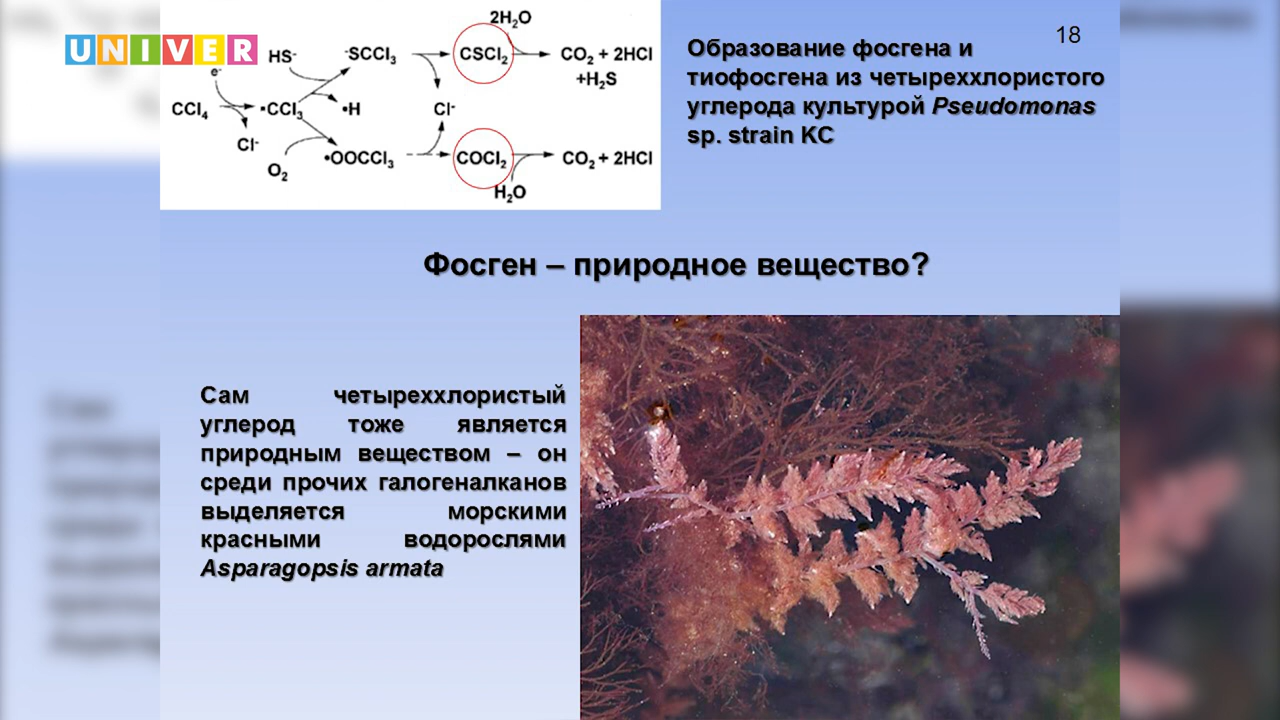 UNIVER
18
2H₂O
HS⁻
⁻SCCl₃
CSCl₂
CO₂ + 2HCl
+H₂S
e⁻
CCl₄
•CCl₃
•H
Cl⁻
Cl⁻
O₂
•OOCCl₃
COCl₂
CO₂ + 2HCl
H₂O
Образование фосгена и
тиофосгена из четыреххлористого
углерода культурой Pseudomonas
sp. strain KC
Фосген – природное вещество?
Сам четыреххлористый
углерод тоже является
природным веществом – он
среди прочих галогеналканов
выделяется морскими
красными водорослями
Asparagopsis armata